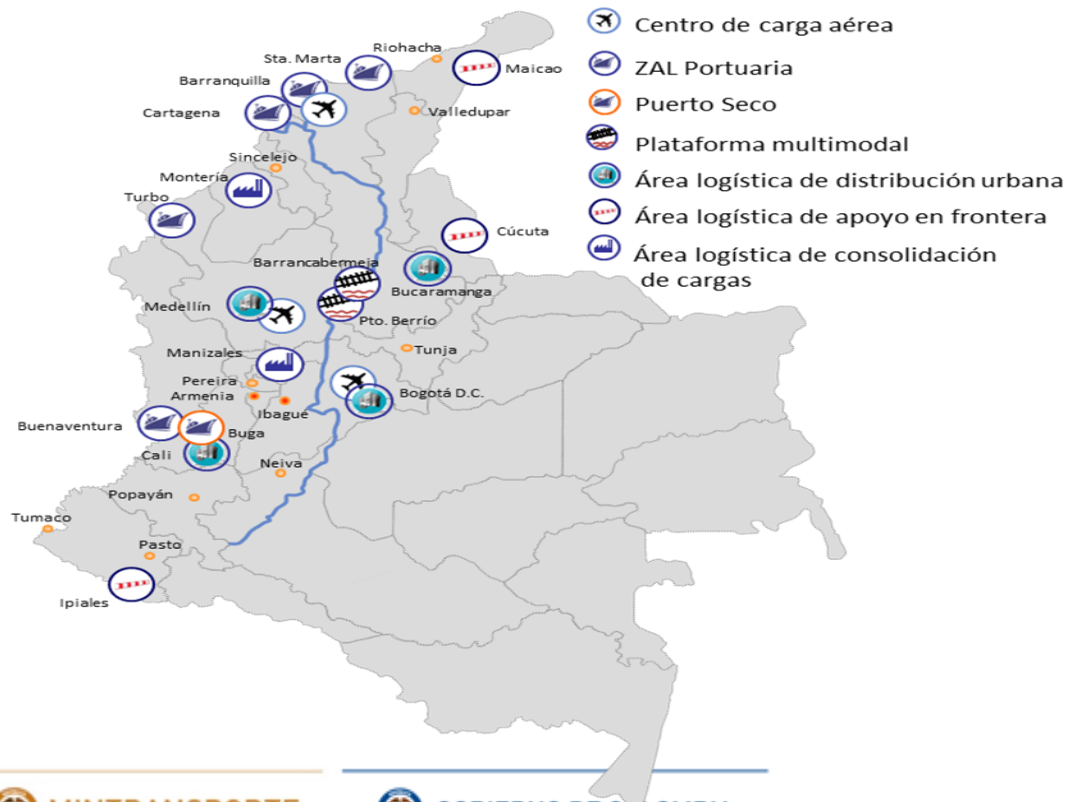 Centro de carga aérea
ZAL Portuaria
Puerto Seco
Plataforma multimodal
Área logística de distribución urbana
Área logística de apoyo en frontera
Área logística de consolidación
de cargas
Riohacha
Sta. Marta
Maicao
Barranquilla
Cartagena
Valledupar
Sincelejo
Montería
Turbo
Cúcuta
Barrancabermeja
Bucaramanga
Medellín
Pto. Berrío
Manizales
Tunja
Pereira
Armenia
Bogotá D.C.
Ibagué
Buenaventura
Buga
Cali
Neiva
Popayán
Tumaco
Pasto
Ipiales
MINTRANSPORTE